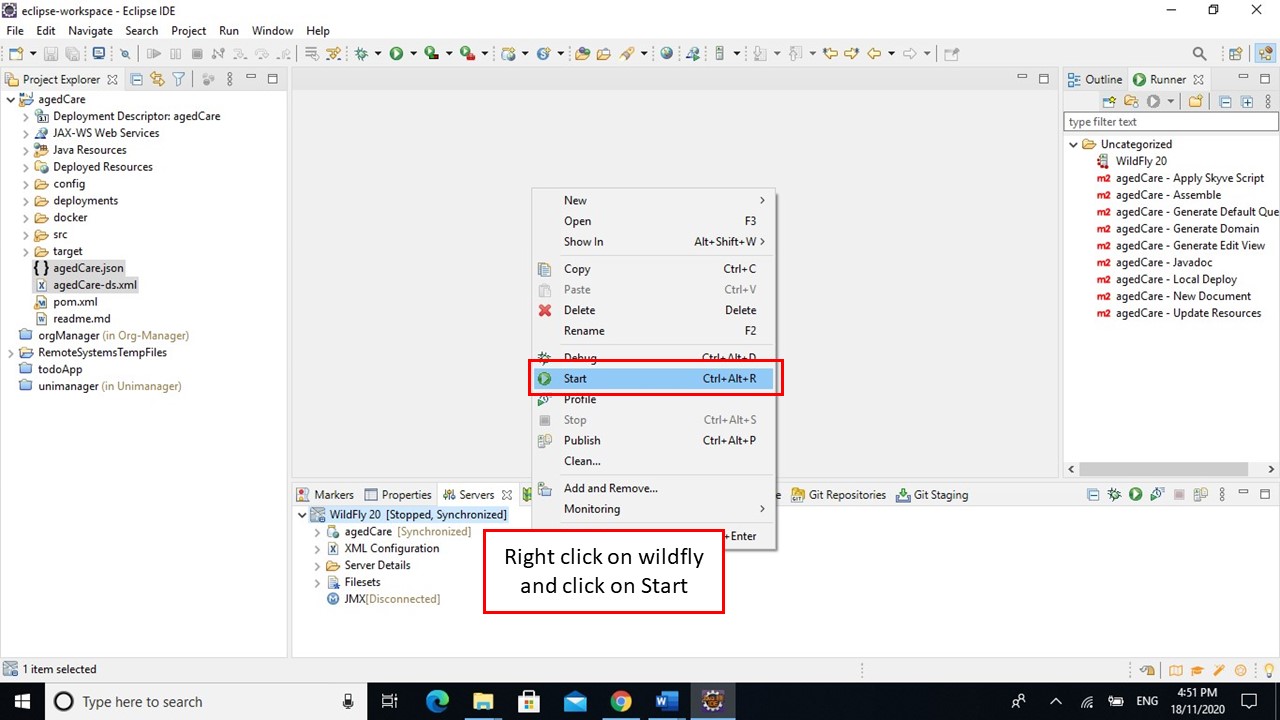 eclipse-workspace - Eclipse IDE
File Edit Navigate Search Project Run Window Help
Project Explorer
agedCare
Deployment Descriptor: agedCare
JAX-WS Web Services
Java Resources
Deployed Resources
config
deployments
docker
src
target
agedCare.json
agedCare-ds.xml
pom.xml
readme.md
orgManager (in Org-Manager)
RemoteSystemsTempFiles
todoApp
unimanager (in Unimanager)
New
Open F3
Show In Alt+Shift+W
Copy Ctrl+C
Paste Ctrl+V
Delete Delete
Rename F2
Debug Ctrl+Alt+D
Start Ctrl+Alt+R
Profile
Stop Ctrl+Alt+S
Publish Ctrl+Alt+P
Clean...
Add and Remove...
Monitoring
+Enter
Right click on wildfly
and click on Start
Outline Runner
type filter text
Uncategorized
WildFly 20
agedCare - Apply Skyve Script
agedCare - Assemble
agedCare - Generate Default Que
agedCare - Generate Domain
agedCare - Generate Edit View
agedCare - Javadoc
agedCare - Local Deploy
agedCare - New Document
agedCare - Update Resources
Markers Properties Servers Git Repositories Git Staging
WildFly 20 [Stopped, Synchronized]
agedCare [Synchronized]
XML Configuration
Server Details
Filesets
JMX[Disconnected]
1 item selected
Type here to search
ENG
4:51 PM
18/11/2020